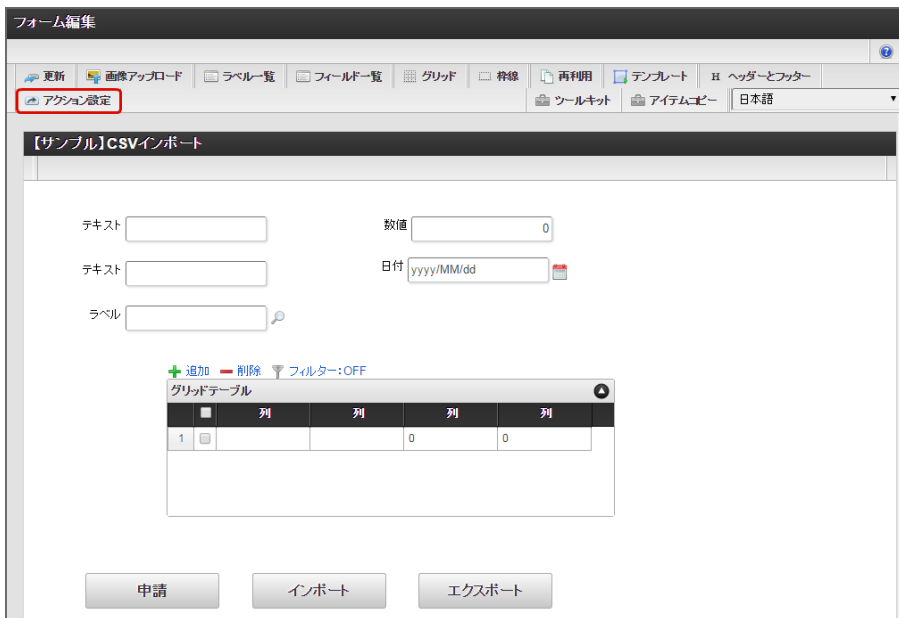 フォーム編集
更新 画像アップロード ラベル一覧 フィールド一覧 グリッド 枠線 再利用 テンプレート H ヘッダーとフッター
アクション設定 ツールキット アイテムコピー 日本語
【サンプル】CSVインポート
テキスト 数値 0
テキスト 日付 yyyy/MM/dd
ラベル
追加 削除 フィルター:OFF
グリッドテーブル
列 列 列 列
1 0 0
申請 インポート エクスポート